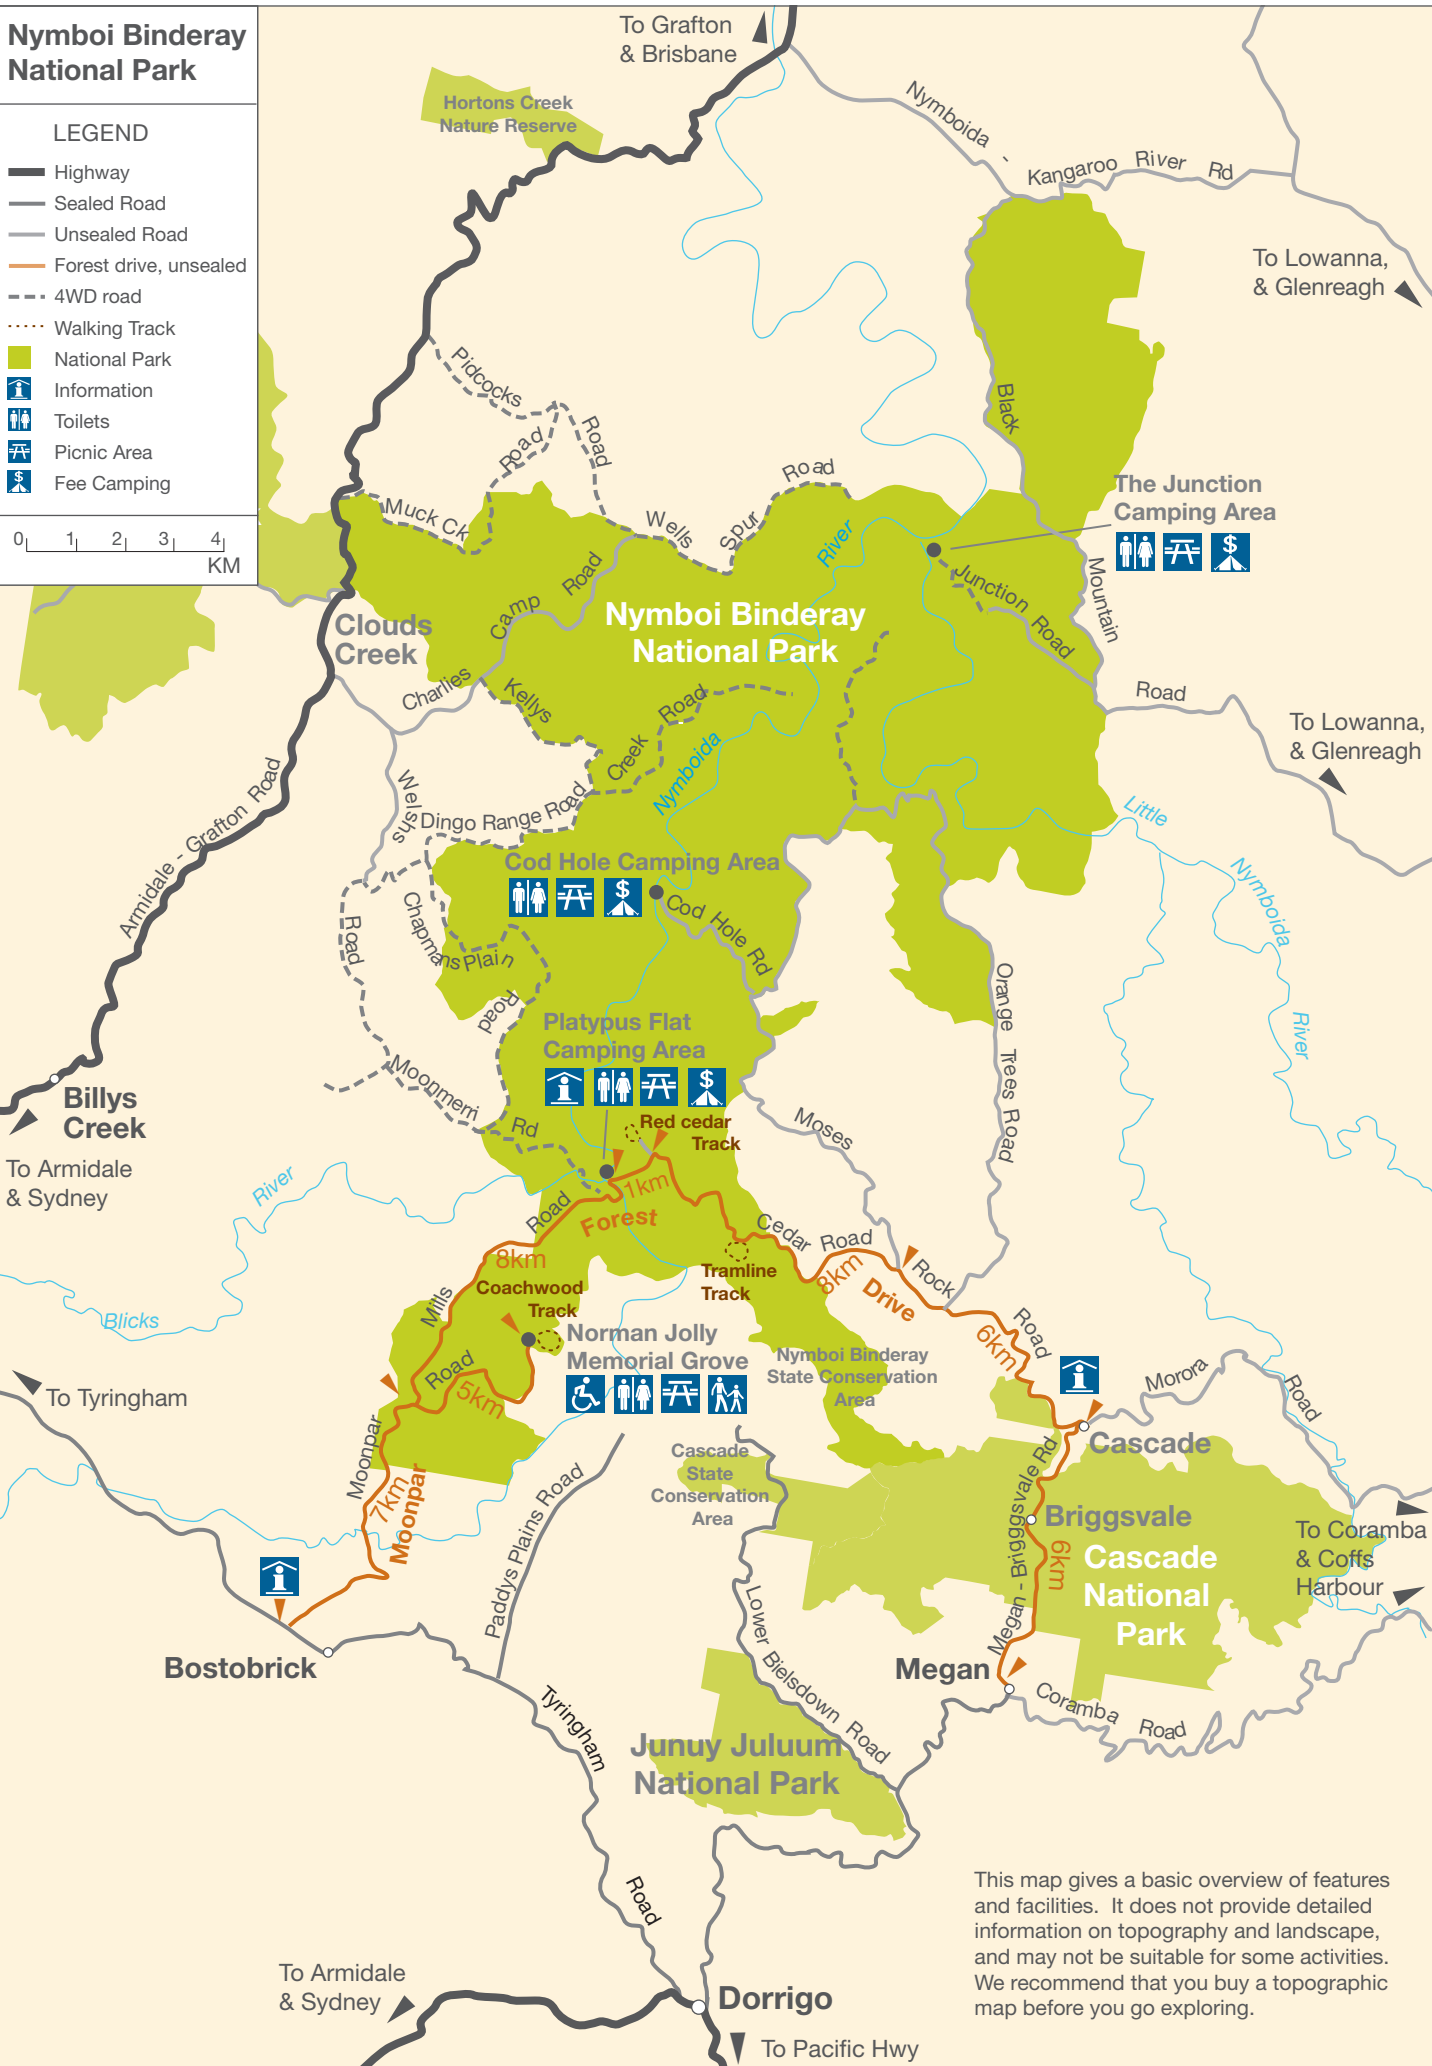 Nymboi Binderay
National Park
LEGEND
Highway
Sealed Road
Unsealed Road
Forest drive, unsealed
4WD road
Walking Track
National Park
Information
Toilets
Picnic Area
$
Fee Camping
0 1 2 3 4
KM
To Grafton
& Brisbane
Hortons Creek
Nature Reserve
Nymboida -
Kangaroo River Rd
To Lowanna,
& Glenreagh
Pidcocks
Road
Road
Black
Muck Ck
Wells
Spur
Road
River
The Junction
Camping Area
$
Junction
Road
Mountain
Road
Clouds
Creek
Charlies
Camp
Road
Nymboi Binderay
National Park
Kellys
Creek
Road
Nymboida
To Lowanna,
& Glenreagh
Armidale - Grafton Road
Welsus
Dingo Range Road
Little
Nymboida
River
Cod Hole Camping Area
$
Cod Hole Rd
Road
Chapmans Plain
Road
Orange Trees Road
Platypus Flat
Camping Area
$
Moonmerri
Rd
Red cedar
Track
Moses
Billys
Creek
To Armidale
& Sydney
River
Blicks
1km
Forest
Road
8km
Mills
Cedar Road
8km
Drive
Rock
Road
6km
Tramline
Track
Coachwood
Track
Norman Jolly
Memorial Grove
Road
5km
Nymboi Binderay
State Conservation
Area
Morora
Road
To Tyringham
Moonpar
7km
Moonpar
Cascade
Cascade
State
Conservation
Area
Megan - Brigggsvale Rd
Briggsvale
6km
Cascade
National
Park
To Coramba
& Coffs
Harbour
Paddys Plains Road
Lower Bielsdown Road
Bostobrick
Megan
Coramba Road
Tyringham
Road
Junuy Juluum
National Park
This map gives a basic overview of features
and facilities. It does not provide detailed
information on topography and landscape,
and may not be suitable for some activities.
We recommend that you buy a topographic
map before you go exploring.
To Armidale
& Sydney
Dorrigo
To Pacific Hwy